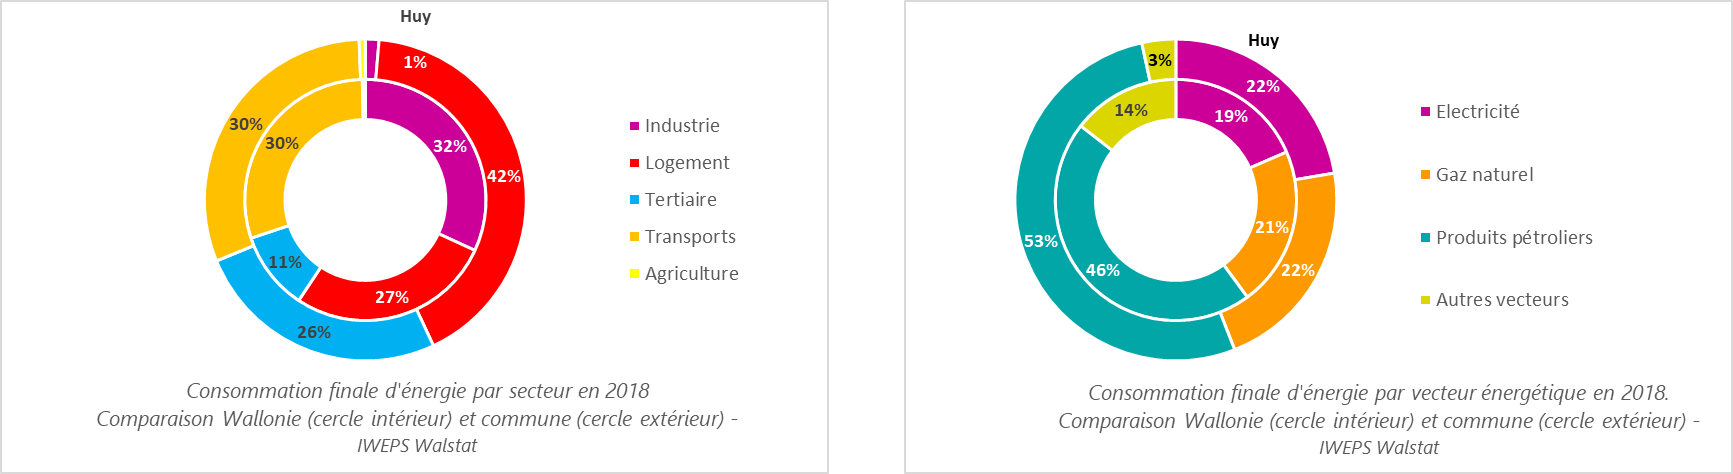 Huy
1%
32%
42%
27%
26%
11%
30%
30%
Industrie
Logement
Tertiaire
Transports
Agriculture
Consommation finale d'énergie par secteur en 2018
Comparaison Wallonie (cercle intérieur) et commune (cercle extérieur) -
IWEPS Walstat
Huy
3%
22%
14%
19%
21%
22%
53%
46%
Electricité
Gaz naturel
Produits pétroliers
Autres vecteurs
Consommation finale d'énergie par vecteur énergétique en 2018.
Comparaison Wallonie (cercle intérieur) et commune (cercle extérieur) -
IWEPS Walstat